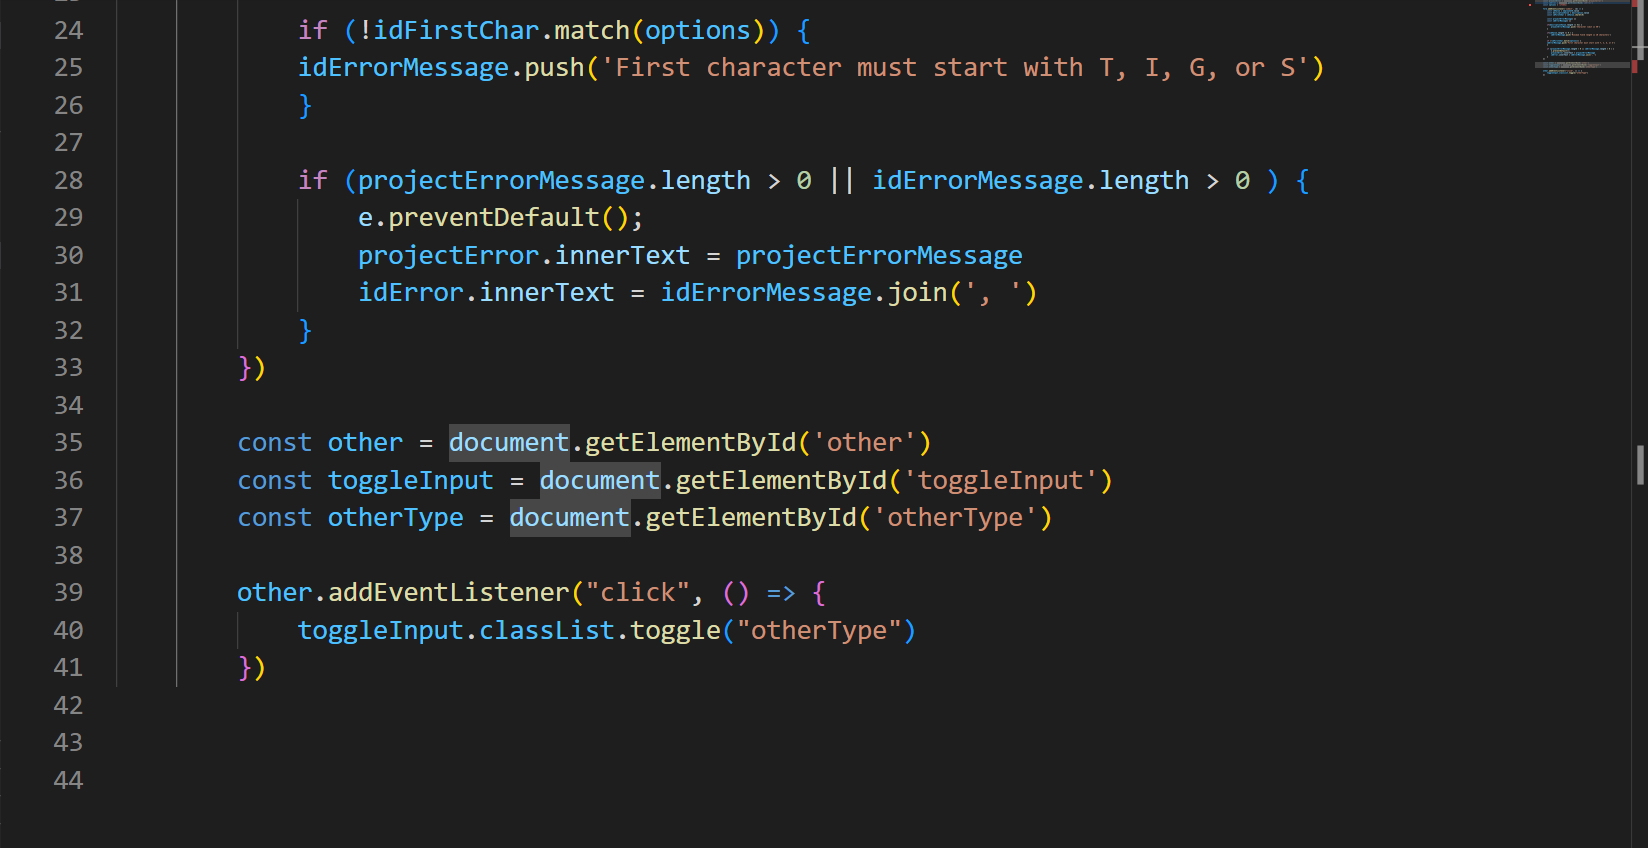 24 if (!idFirstChar.match(options)) {
25 idErrorMessage.push('First character must start with T, I, G, or S')
26 }
27
28 if (projectErrorMessage.length > 0 || idErrorMessage.length > 0 ) {
29 e.preventDefault();
30 projectError.innerText = projectErrorMessage
31 idError.innerText = idErrorMessage.join(', ')
32 }
33 })
34
35 const other = document.getElementById('other')
36 const toggleInput = document.getElementById('toggleInput')
37 const otherType = document.getElementById('otherType')
38
39 other.addEventListener("click", () => {
40 toggleInput.classList.toggle("otherType")
41 })
42
43
44